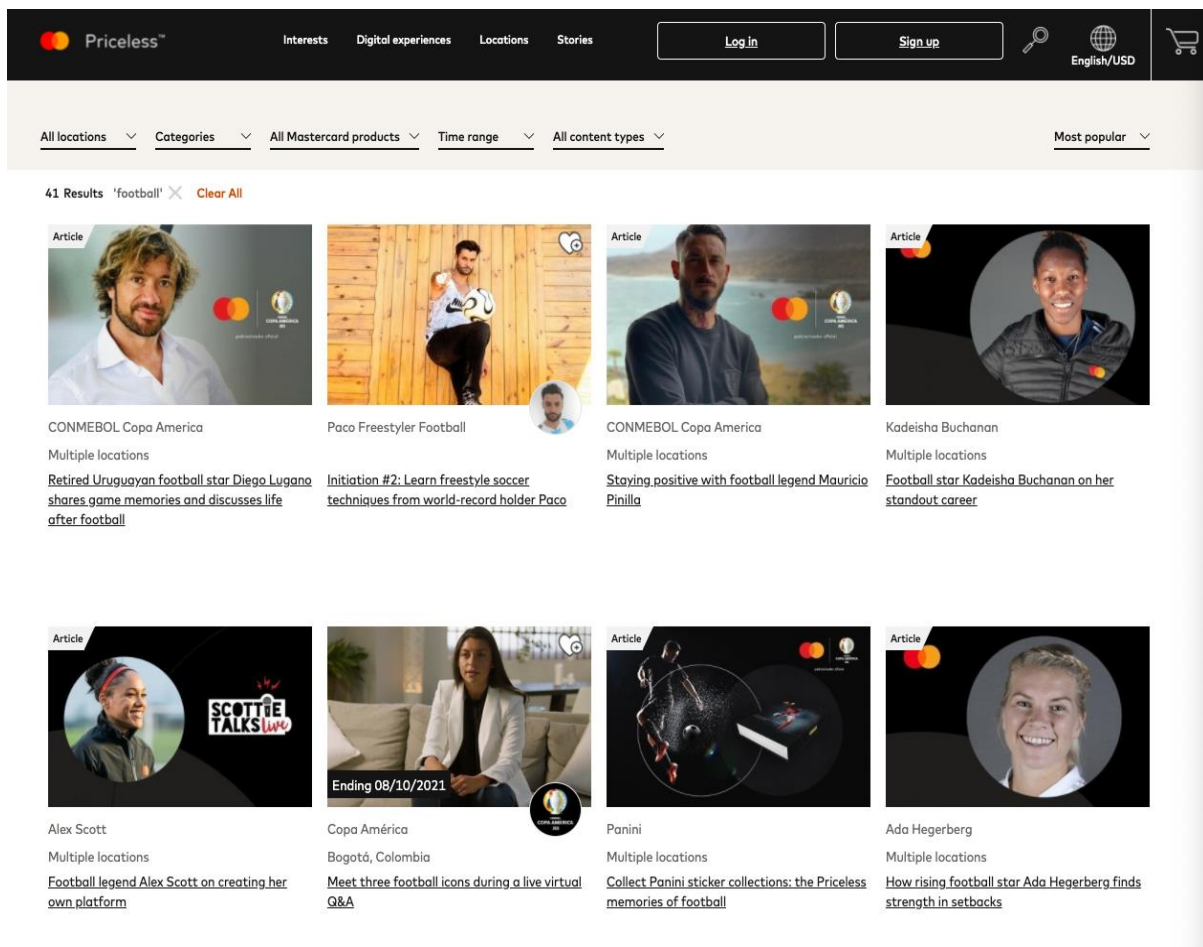 Priceless™
Interests
Digital experiences
Locations
Stories
Log in
Sign up
English/USD
All locations
Categories
All Mastercard products
Time range
All content types
Most popular
41 Results 'football' Clear All
Article
Article
Article
CONMEBOL Copa America
Multiple locations
Retired Uruguayan football star Diego Lugano
shares game memories and discusses life
after football
Paco Freestyler Football
Initiation #2: Learn freestyle soccer
techniques from world-record holder Paco
CONMEBOL Copa America
Multiple locations
Staying positive with football legend Mauricio
Pinilla
Kadeisha Buchanan
Multiple locations
Football star Kadeisha Buchanan on her
standout career
Article
SCOTTIE
TALKS Live
Ending 08/10/2021
COPA AMERICA
Article
Article
Alex Scott
Multiple locations
Football legend Alex Scott on creating her
own platform
Copa América
Bogotá, Colombia
Meet three football icons during a live virtual
Q&A
Panini
Multiple locations
Collect Panini sticker collections: the Priceless
memories of football
Ada Hegerberg
Multiple locations
How rising football star Ada Hegerberg finds
strength in setbacks